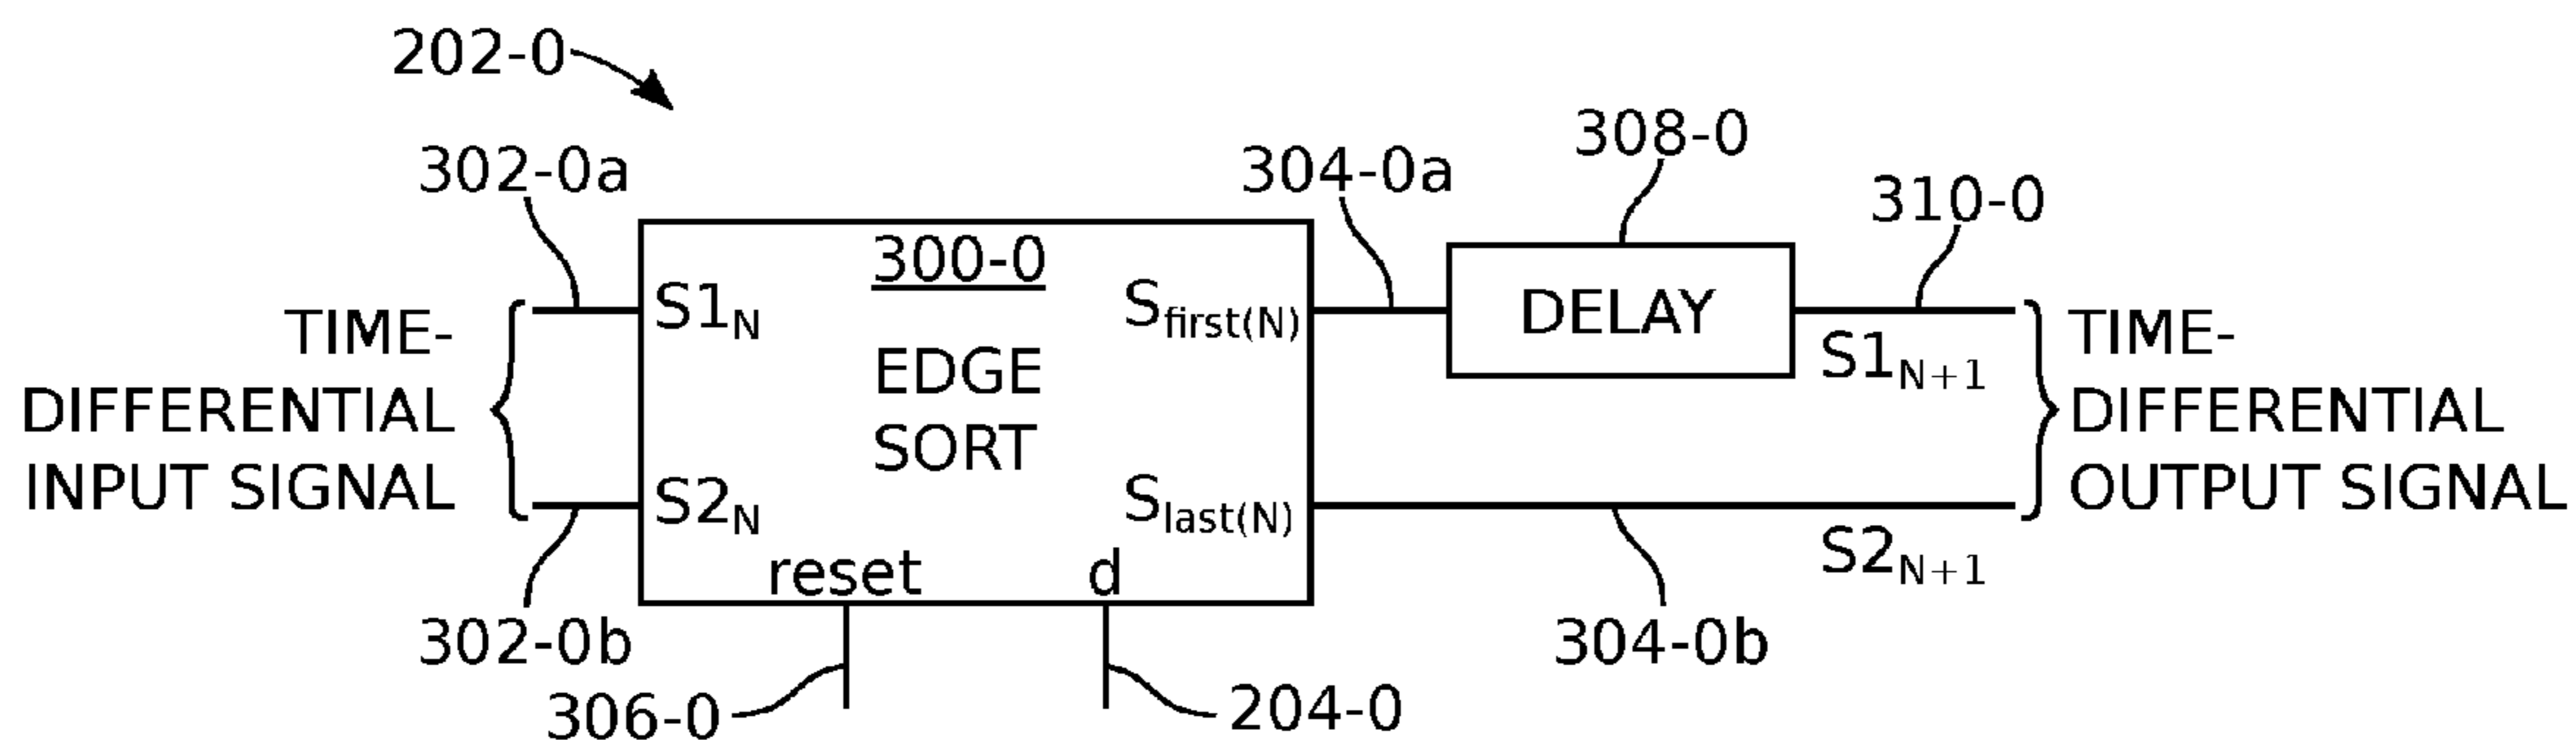 202-0
302-0a
304-0a
308-0
310-0
300-0
EDGE
SORT
TIME-
DIFFERENTIAL
INPUT SIGNAL
S1N
S2N
reset
d
Sfirst(N)
Slast(N)
DELAY
S1N+1
S2N+1
TIME-
DIFFERENTIAL
OUTPUT SIGNAL
302-0b
304-0b
306-0
204-0